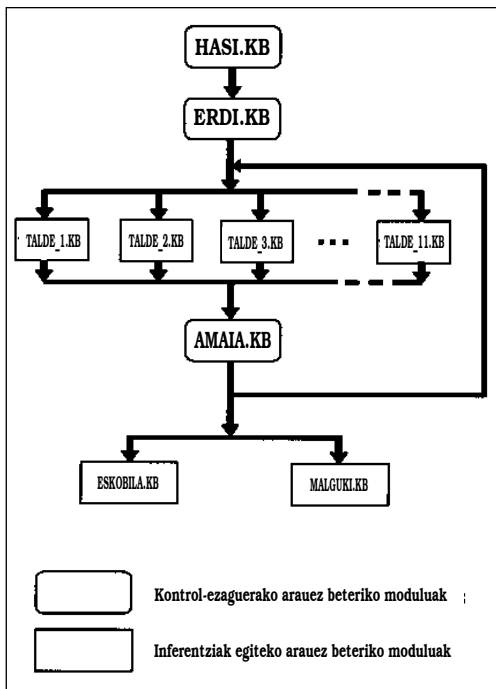 HASI.KB
ERDI.KB
TALDE_1.KB
TALDE_2.KB
TALDE_3.KB
...
TALDE_11.KB
AMAIA.KB
ESKOBILA.KB
MALGUKI.KB
Kontrol-ezaguerako arauez beteriko moduluak
Inferentziak egiteko arauez beteriko moduluak